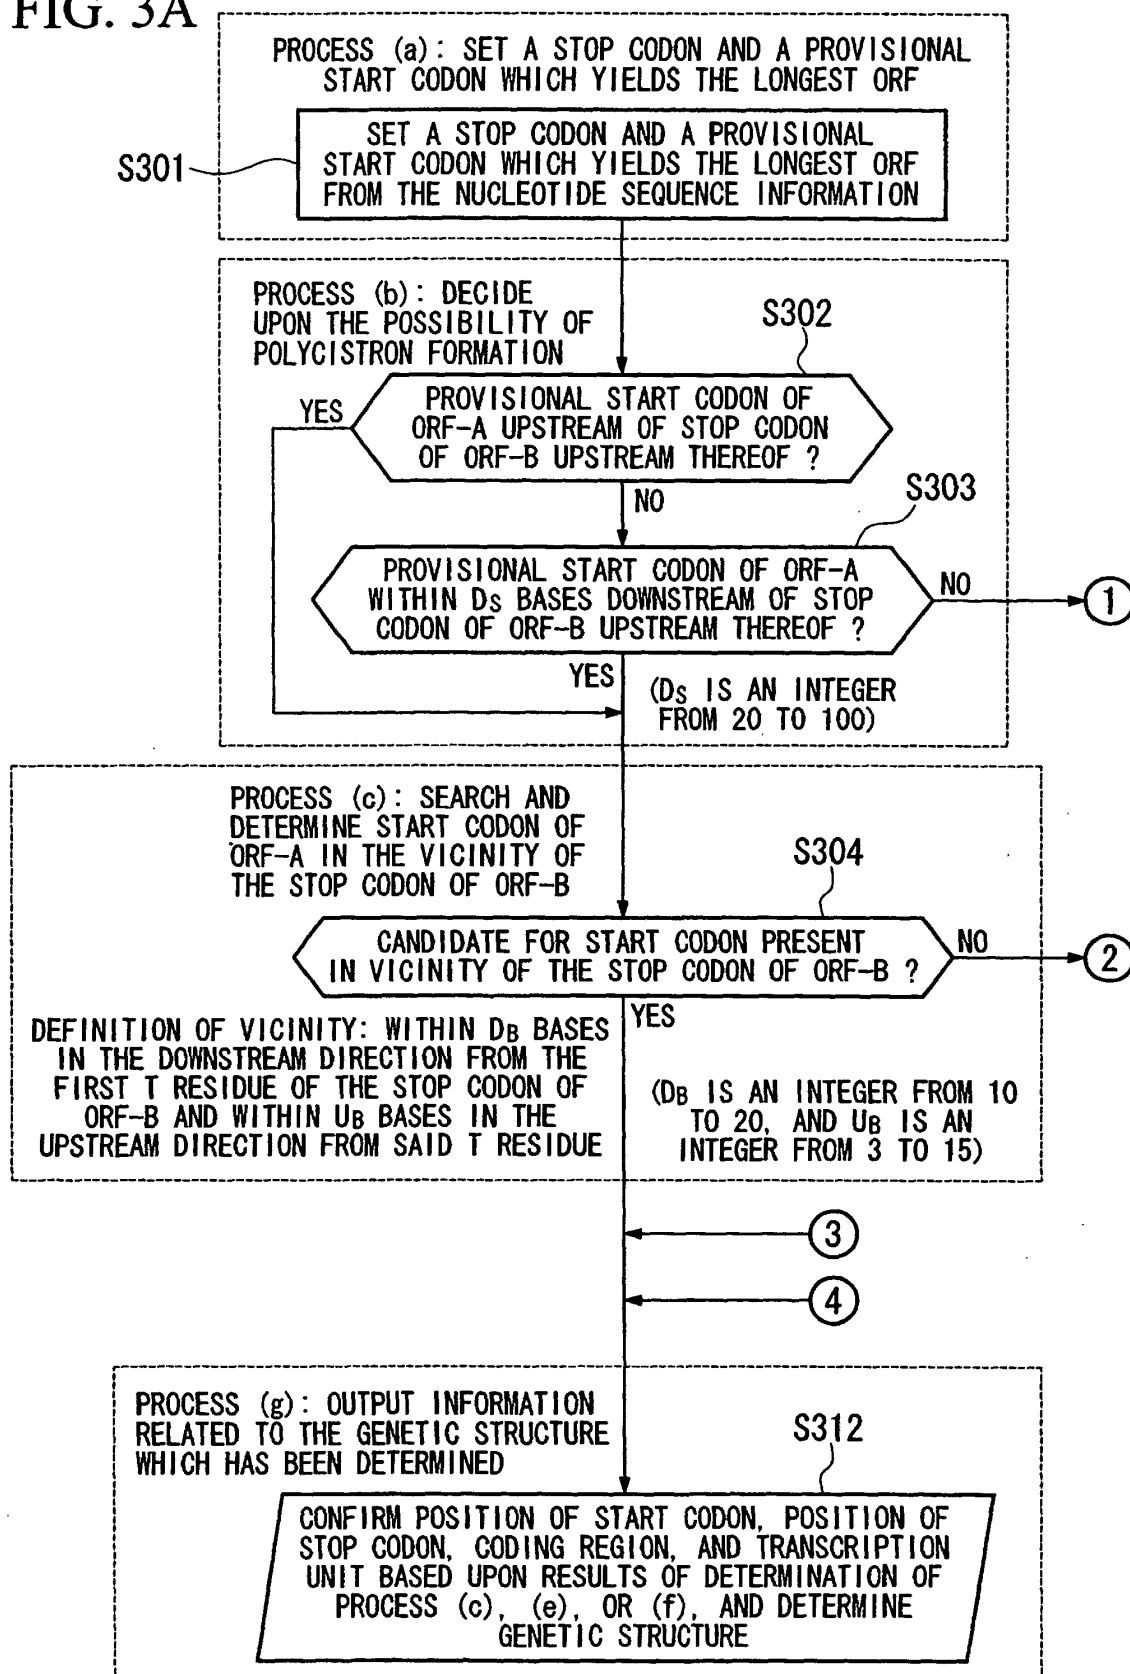 FIG. 3A
PROCESS (a): SET A STOP CODON AND A PROVISIONAL
START CODON WHICH YIELDS THE LONGEST ORF
SET A STOP CODON AND A PROVISIONAL
START CODON WHICH YIELDS THE LONGEST ORF
FROM THE NUCLEOTIDE SEQUENCE INFORMATION
S301
PROCESS (b): DECIDE
UPON THE POSSIBILITY OF
POLYCISTRON FORMATION
S302
YES
PROVISIONAL START CODON OF
ORF-A UPSTREAM OF STOP CODON
OF ORF-B UPSTREAM THEREOF ?
NO
S303
PROVISIONAL START CODON OF ORF-A
WITHIN DS BASES DOWNSTREAM OF STOP
CODON OF ORF-B UPSTREAM THEREOF ?
NO
1
YES
(DS IS AN INTEGER
FROM 20 TO 100)
PROCESS (c): SEARCH AND
DETERMINE START CODON OF
ORF-A IN THE VICINITY OF
THE STOP CODON OF ORF-B
S304
CANDIDATE FOR START CODON PRESENT
IN VICINITY OF THE STOP CODON OF ORF-B ?
NO
2
YES
DEFINITION OF VICINITY: WITHIN DB BASES
IN THE DOWNSTREAM DIRECTION FROM THE
FIRST T RESIDUE OF THE STOP CODON OF
ORF-B AND WITHIN UB BASES IN THE
UPSTREAM DIRECTION FROM SAID T RESIDUE
(DB IS AN INTEGER FROM 10
TO 20, AND UB IS AN
INTEGER FROM 3 TO 15)
3
4
PROCESS (g): OUTPUT INFORMATION
RELATED TO THE GENETIC STRUCTURE
WHICH HAS BEEN DETERMINED
S312
CONFIRM POSITION OF START CODON, POSITION OF
STOP CODON, CODING REGION, AND TRANSCRIPTION
UNIT BASED UPON RESULTS OF DETERMINATION OF
PROCESS (c), (e), OR (f), AND DETERMINE
GENETIC STRUCTURE